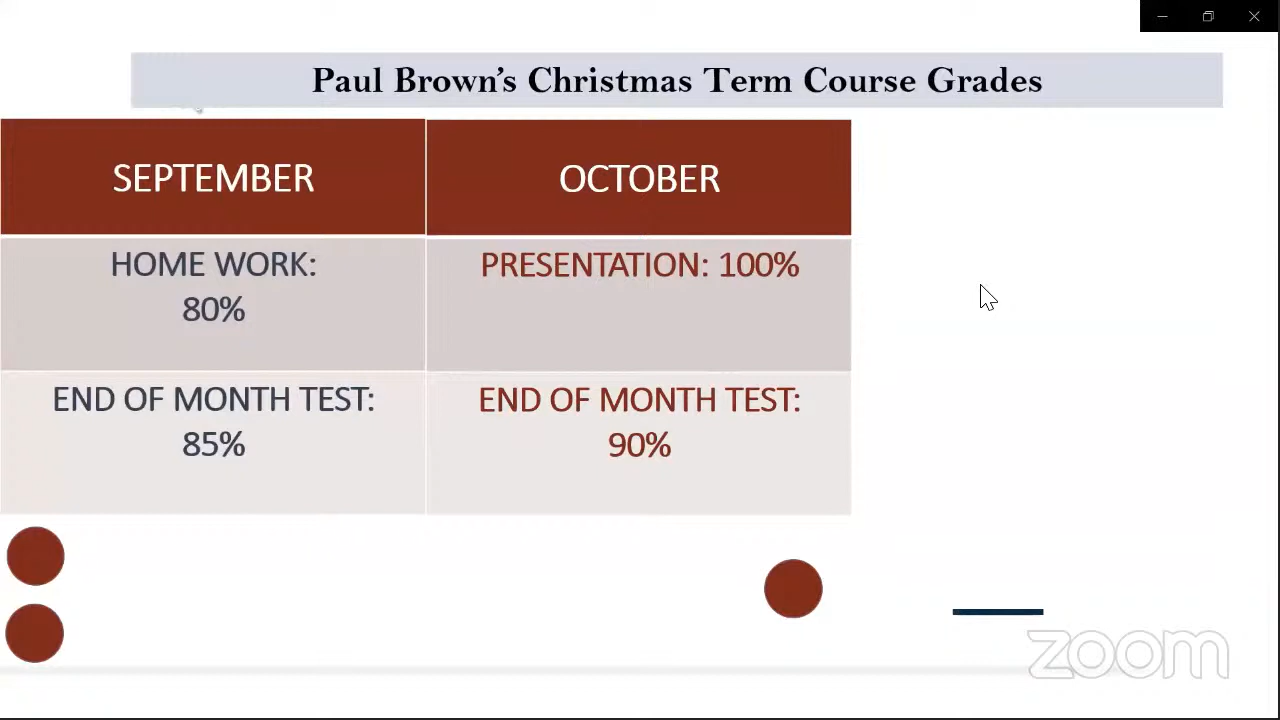 Paul Brown's Christmas Term Course Grades
SEPTEMBER
OCTOBER
HOME WORK:
80%
PRESENTATION: 100%
END OF MONTH TEST:
85%
END OF MONTH TEST:
90%
zoom